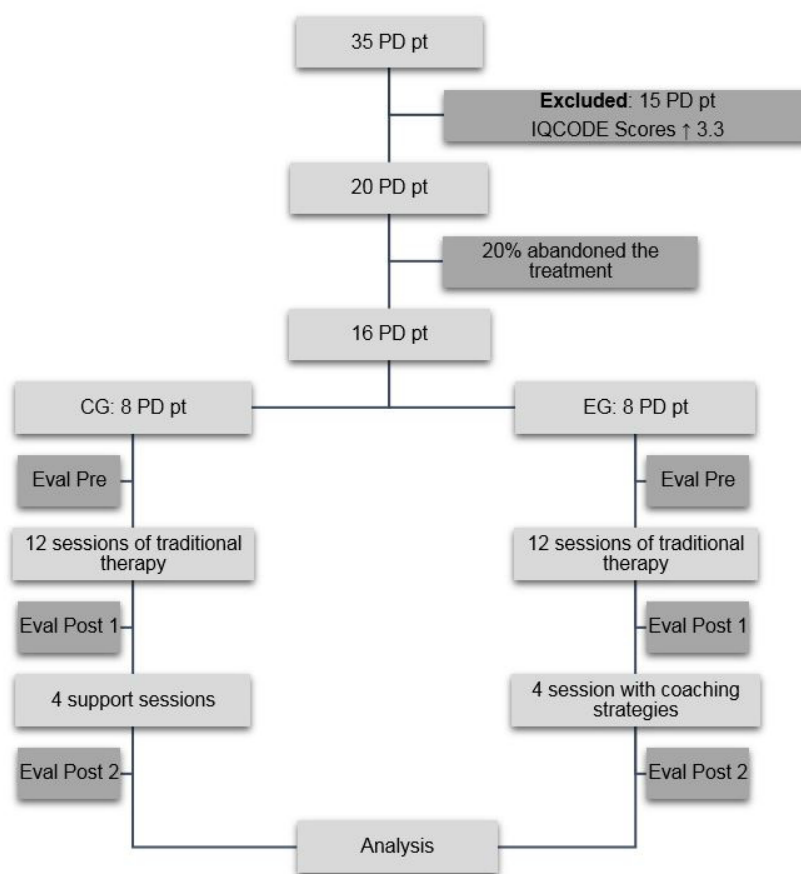 35 PD pt
Excluded: 15 PD pt
IQCODE Scores ↑ 3.3
20 PD pt
20% abandoned the
treatment
16 PD pt
CG: 8 PD pt
EG: 8 PD pt
Eval Pre
Eval Pre
12 sessions of traditional
therapy
12 sessions of traditional
therapy
Eval Post 1
Eval Post 1
4 support sessions
4 session with coaching
strategies
Eval Post 2
Eval Post 2
Analysis